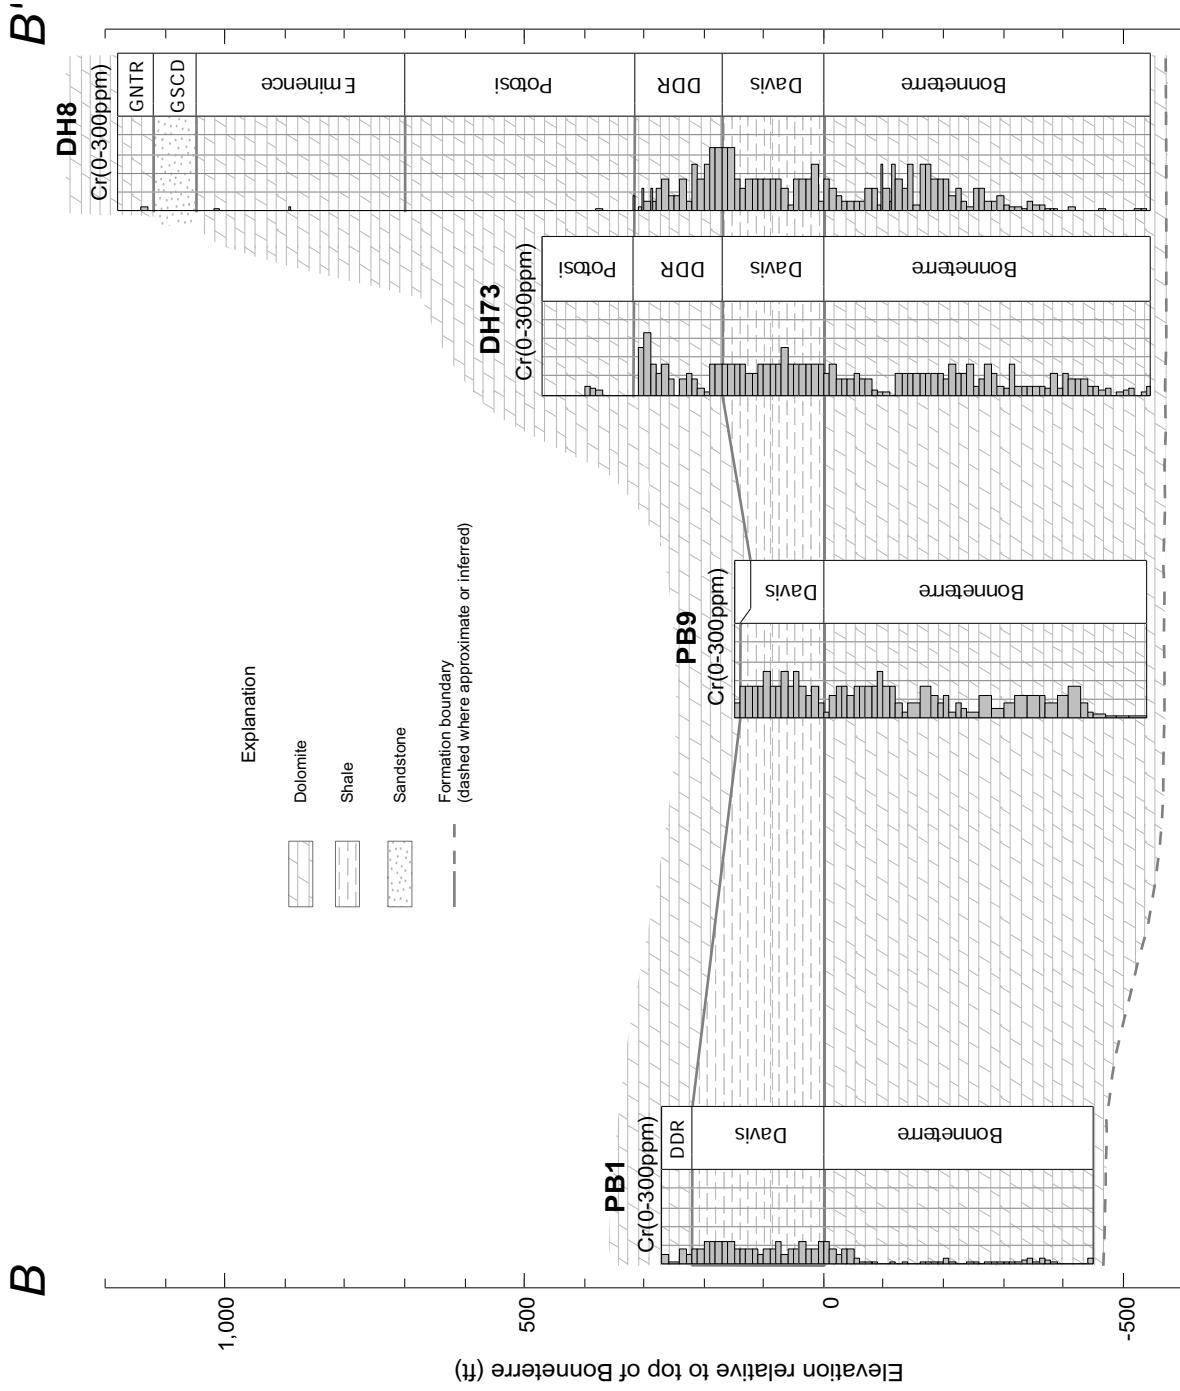 B
B'
DH8
Cr(0-300ppm)
GNTR
GSCD
Eminence
Potosi
DDR
Davis
Bonneterre
DH73
Cr(0-300ppm)
Potosi
DDR
Davis
Bonneterre
PB9
Cr(0-300ppm)
Davis
Bonneterre
PB1
Cr(0-300ppm)
DDR
Davis
Bonneterre
Explanation
Dolomite
Shale
Sandstone
Formation boundary
(dashed where approximate or inferred)
1,000
500
0
-500
Elevation relative to top of Bonneterre (ft)